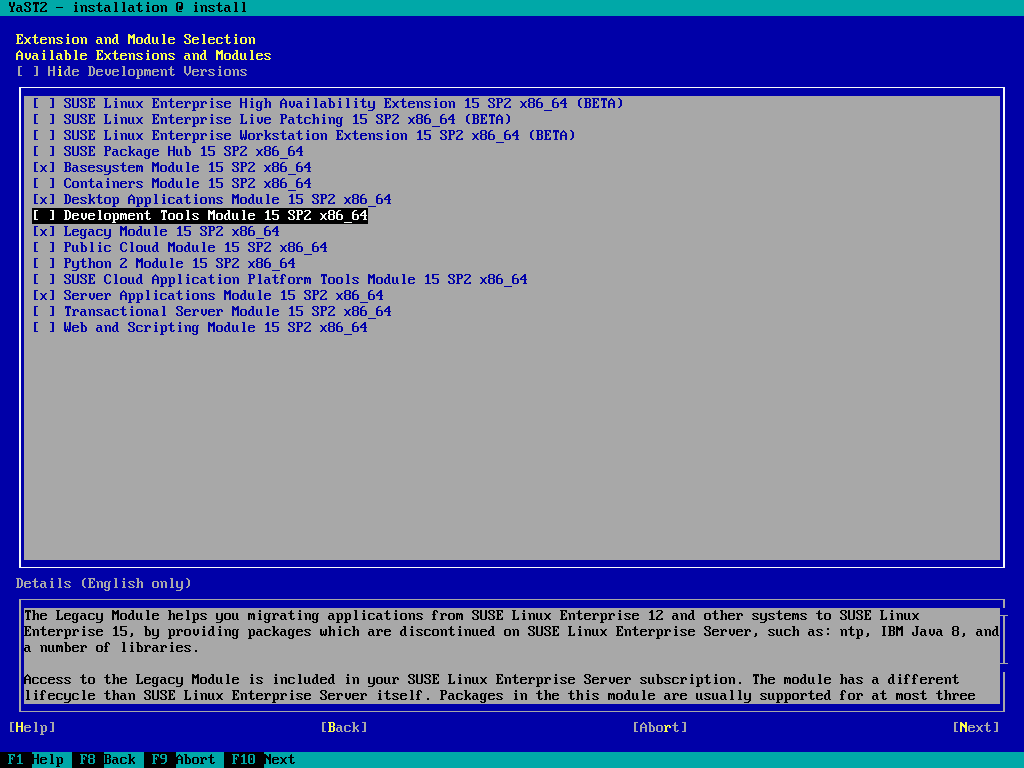 YaST2 - installation @ install
Extension and Module Selection
Available Extensions and Modules
[ ] Hide Development Versions
[ ] SUSE Linux Enterprise High Availability Extension 15 SP2 x86_64 (BETA)
[ ] SUSE Linux Enterprise Live Patching 15 SP2 x86_64 (BETA)
[ ] SUSE Linux Enterprise Workstation Extension 15 SP2 x86_64 (BETA)
[ ] SUSE Package Hub 15 SP2 x86_64
[x] Basesystem Module 15 SP2 x86_64
[ ] Containers Module 15 SP2 x86_64
[x] Desktop Applications Module 15 SP2 x86_64
[ ] Development Tools Module 15 SP2 x86_64
[x] Legacy Module 15 SP2 x86_64
[ ] Public Cloud Module 15 SP2 x86_64
[ ] Python 2 Module 15 SP2 x86_64
[ ] SUSE Cloud Application Platform Tools Module 15 SP2 x86_64
[x] Server Applications Module 15 SP2 x86_64
[ ] Transactional Server Module 15 SP2 x86_64
[ ] Web and Scripting Module 15 SP2 x86_64
Details (English only)
The Legacy Module helps you migrating applications from SUSE Linux Enterprise 12 and other systems to SUSE Linux
Enterprise 15, by providing packages which are discontinued on SUSE Linux Enterprise Server, such as: ntp, IBM Java 8, and
a number of libraries.
Access to the Legacy Module is included in your SUSE Linux Enterprise Server subscription. The module has a different
lifecycle than SUSE Linux Enterprise Server itself. Packages in the this module are usually supported for at most three
[Help] [Back] [Abort] [Next]
F1 Help F8 Back F9 Abort F10 Next